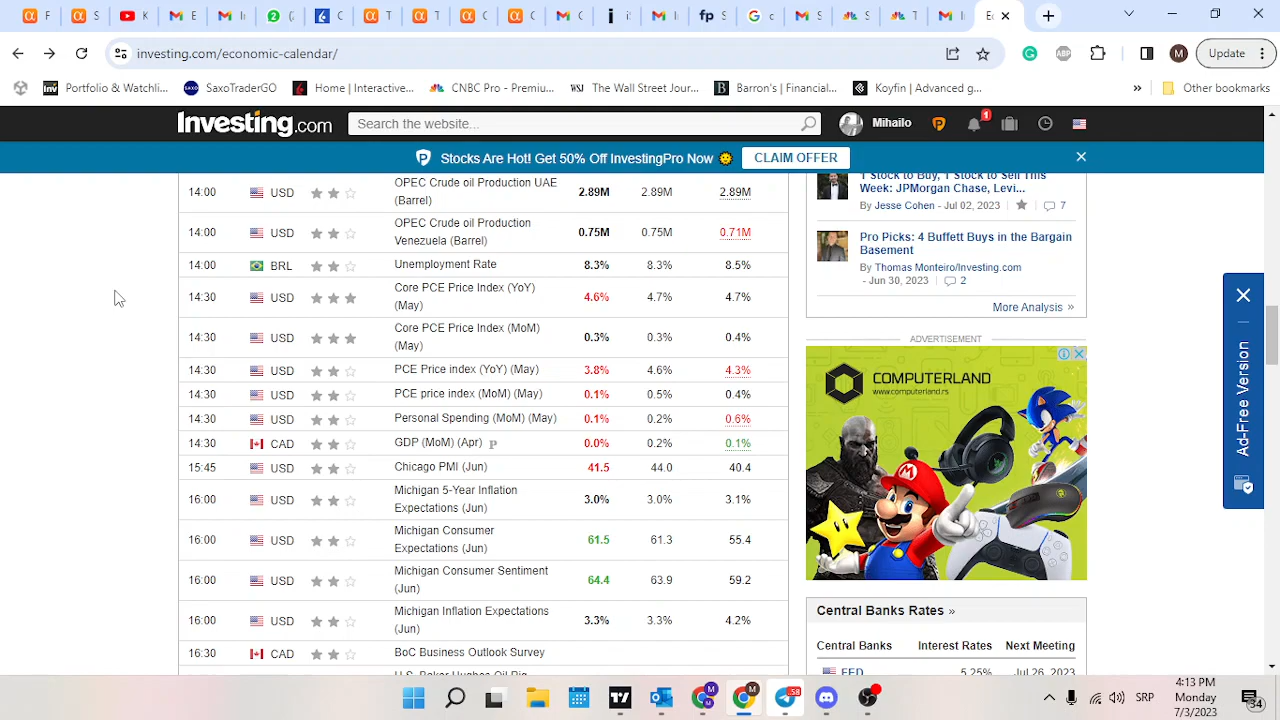 F
T
T
C
C
C
fp
S
G
S
S
T
Update
investing.com/economic-calendar/
ABP
M
Inv Portfolio & Watchli...
SAXO SaxoTraderGO
Home | Interactive...
CNBC Pro - Premiu...
WSJ The Wall Street Jour...
B Barron's | Financial...
Koyfin | Advanced g...
»
Other bookmarks
Investing.com
Search the website...
Mihailo
1
Stocks Are Hot! Get 50% Off InvestingPro Now
CLAIM OFFER
14:00 USD OPEC Crude oil Production UAE (Barrel) 2.89M 2.89M 2.89M
14:00 USD OPEC Crude oil Production Venezuela (Barrel) 0.75M 0.75M 0.71M
14:00 BRL Unemployment Rate 8.3% 8.3% 8.5%
14:30 USD Core PCE Price Index (YoY) (May) 4.6% 4.7% 4.7%
14:30 USD Core PCE Price Index (MoM) (May) 0.3% 0.3% 0.4%
14:30 USD PCE Price index (YoY) (May) 3.8% 4.6% 4.3%
14:30 USD PCE price index (MoM) (May) 0.1% 0.5% 0.4%
14:30 USD Personal Spending (MoM) (May) 0.1% 0.2% 0.6%
14:30 CAD GDP (MoM) (Apr) P 0.0% 0.2% 0.1%
15:45 USD Chicago PMI (Jun) 41.5 44.0 40.4
16:00 USD Michigan 5-Year Inflation Expectations (Jun) 3.0% 3.0% 3.1%
16:00 USD Michigan Consumer Expectations (Jun) 61.5 61.3 55.4
16:00 USD Michigan Consumer Sentiment (Jun) 64.4 63.9 59.2
16:00 USD Michigan Inflation Expectations (Jun) 3.3% 3.3% 4.2%
16:30 CAD BoC Business Outlook Survey
U.S. Baker Hughes Oil Rig
1 Stock to Buy, 1 Stock to Sell This
Week: JPMorgan Chase, Levi...
By Jesse Cohen - Jul 02, 2023 7
Pro Picks: 4 Buffett Buys in the Bargain
Basement
By Thomas Monteiro/Investing.com
- Jun 30, 2023 2
More Analysis »
ADVERTISEMENT
COMPUTERLAND
www.computerland.rs
Central Banks Rates »
Central Banks Interest Rates Next Meeting
FED 5.25% Jul 26, 2023
Ad-Free Version
58
SRP
4:13 PM
Monday
7/3/2023
34